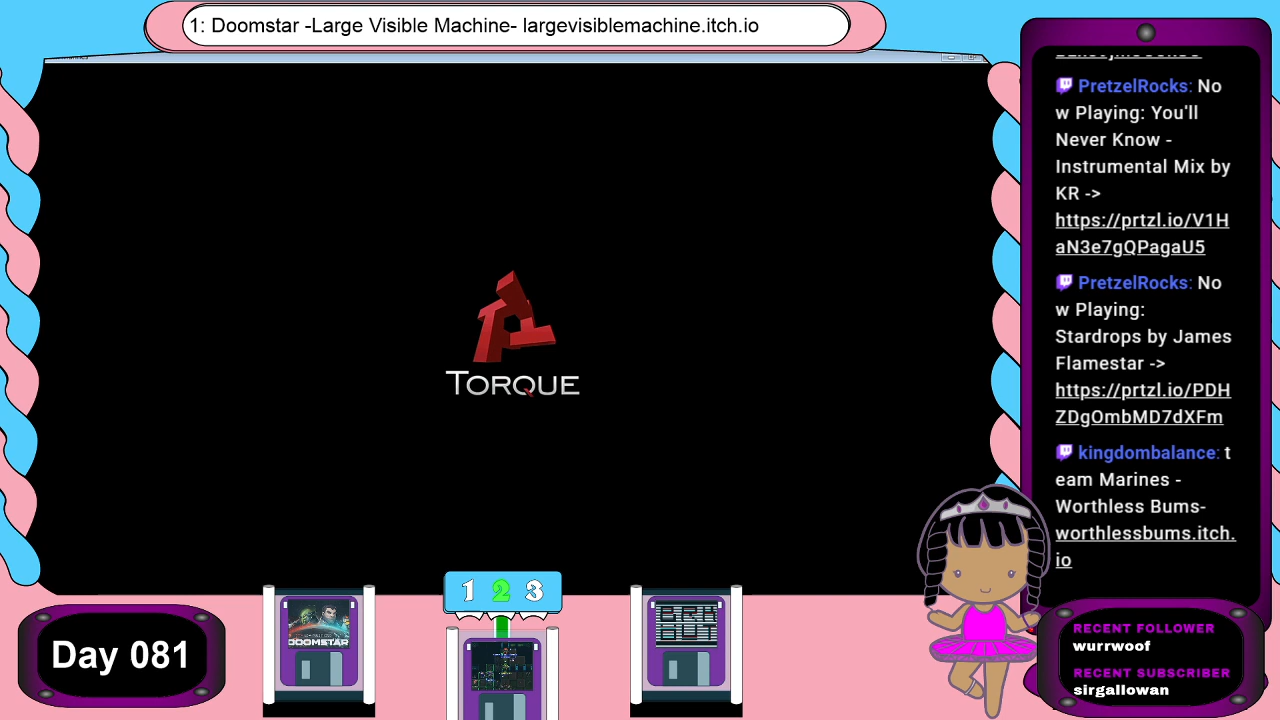 1: Doomstar -Large Visible Machine- largevisiblemachine.itch.io
PretzelRocks: No
w Playing: You'll
Never Know -
Instrumental Mix by
KR ->
https://prtzl.io/V1H
aN3e7gQPagaU5
PretzelRocks: No
w Playing:
Stardrops by James
Flamestar ->
https://prtzl.io/PDH
ZDgOmbMD7dXFm
kingdombalance: t
eam Marines -
Worthless Bums-
worthlessbums.itch.
io
TORQUE
1 2 3
DOOMSTAR
Day 081
RECENT FOLLOWER
wurrwoof
RECENT SUBSCRIBER
sirgallowan